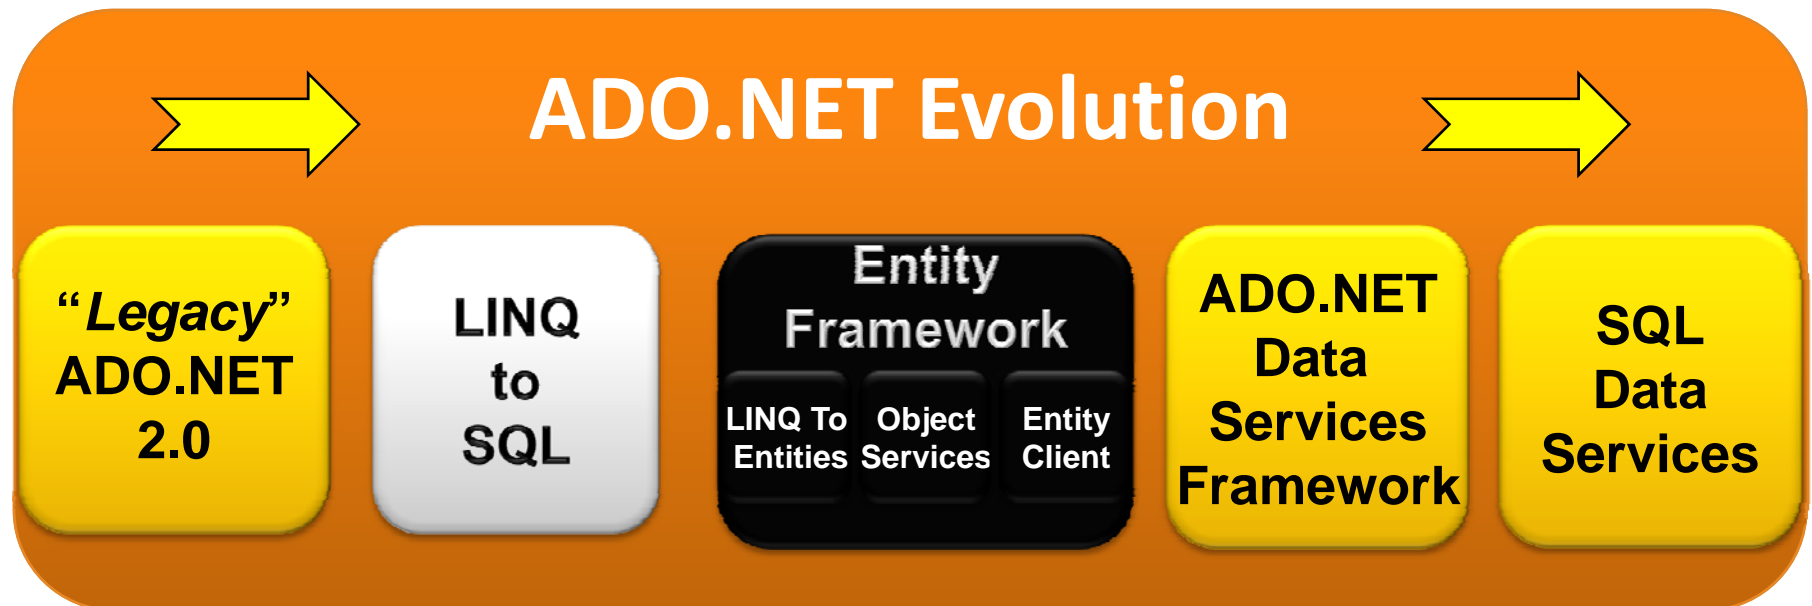 ADO.NET Evolution
“Legacy”
ADO.NET
2.0
LINQ
to
SQL
Entity
Framework
LINQ To
Entities
Object
Services
Entity
Client
ADO.NET
Data
Services
Framework
SQL
Data
Services